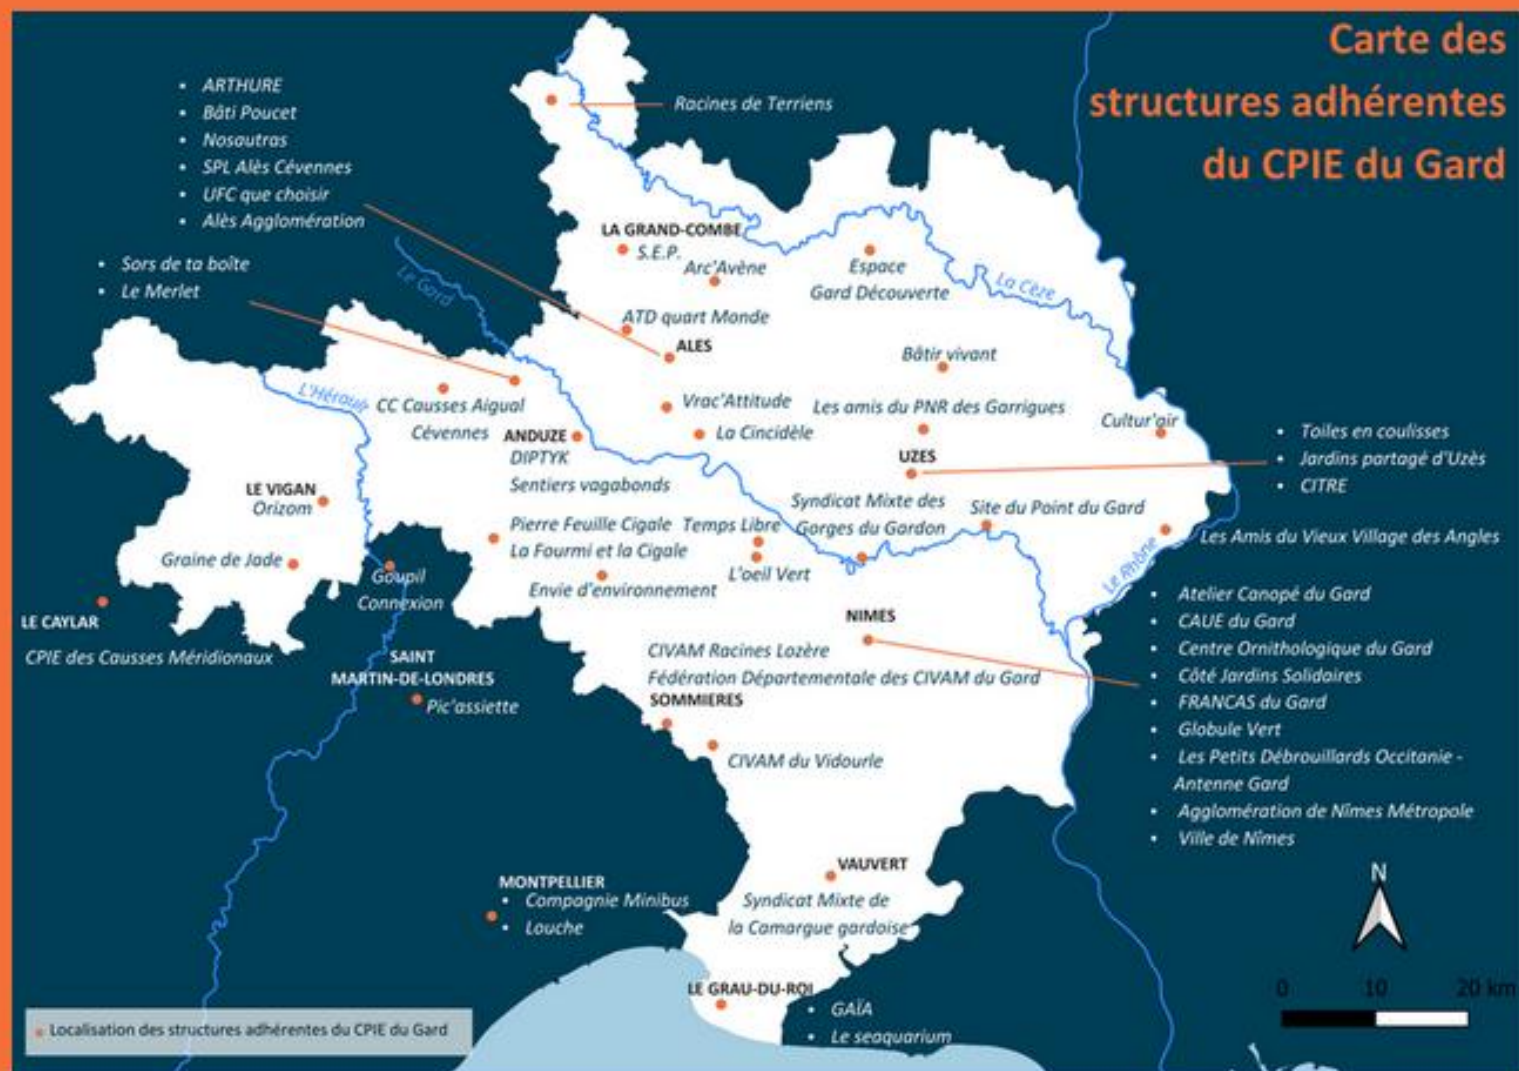 Carte des
structures adhérentes
du CPIE du Gard
• ARTHURE
• Bâti Poucet
• Nosautras
• SPL Alès Cévennes
• UFC que choisir
• Alès Agglomération
Racines de Terriens
• Sors de ta boîte
• Le Merlet
Le Gard
LA GRAND-COMBE
S.E.P.
Arc'Avène
Espace
Gard Découverte
La Cèze
ATD quart Monde
ALES
Bâtir vivant
L'Hérault
CC Causses Aigual
Cévennes
Vrac'Attitude
Les amis du PNR des Garrigues
Cultur'air
ANDUZE
DIPTYK
Sentiers vagabonds
La Cincidèle
UZES
• Toiles en coulisses
• Jardins partagé d'Uzès
• CITRE
LE VIGAN
Orizom
Syndicat Mixte des
Gorges du Gardon
Site du Point du Gard
Pierre Feuille Cigale
La Fourmi et la Cigale
Temps Libre
L'oeil Vert
Les Amis du Vieux Village des Angles
Graine de Jade
Goupil
Connexion
Envie d'environnement
Le Rhône
LE CAYLAR
CPIE des Causses Méridionaux
NIMES
• Atelier Canopé du Gard
• CAUE du Gard
• Centre Ornithologique du Gard
• Côté Jardins Solidaires
• FRANCAS du Gard
• Globule Vert
• Les Petits Débrouillards Occitanie -
Antenne Gard
• Agglomération de Nîmes Métropole
• Ville de Nîmes
SAINT
MARTIN-DE-LONDRES
Pic'assiette
CIVAM Racines Lozère
Fédération Départementale des CIVAM du Gard
SOMMIERES
CIVAM du Vidourle
VAUVERT
Syndicat Mixte de
la Camargue gardoise
MONTPELLIER
• Compagnie Minibus
• Louche
LE GRAU-DU-ROI
• GAÏA
• Le seaquarium
N
0 10 20 km
Localisation des structures adhérentes du CPIE du Gard